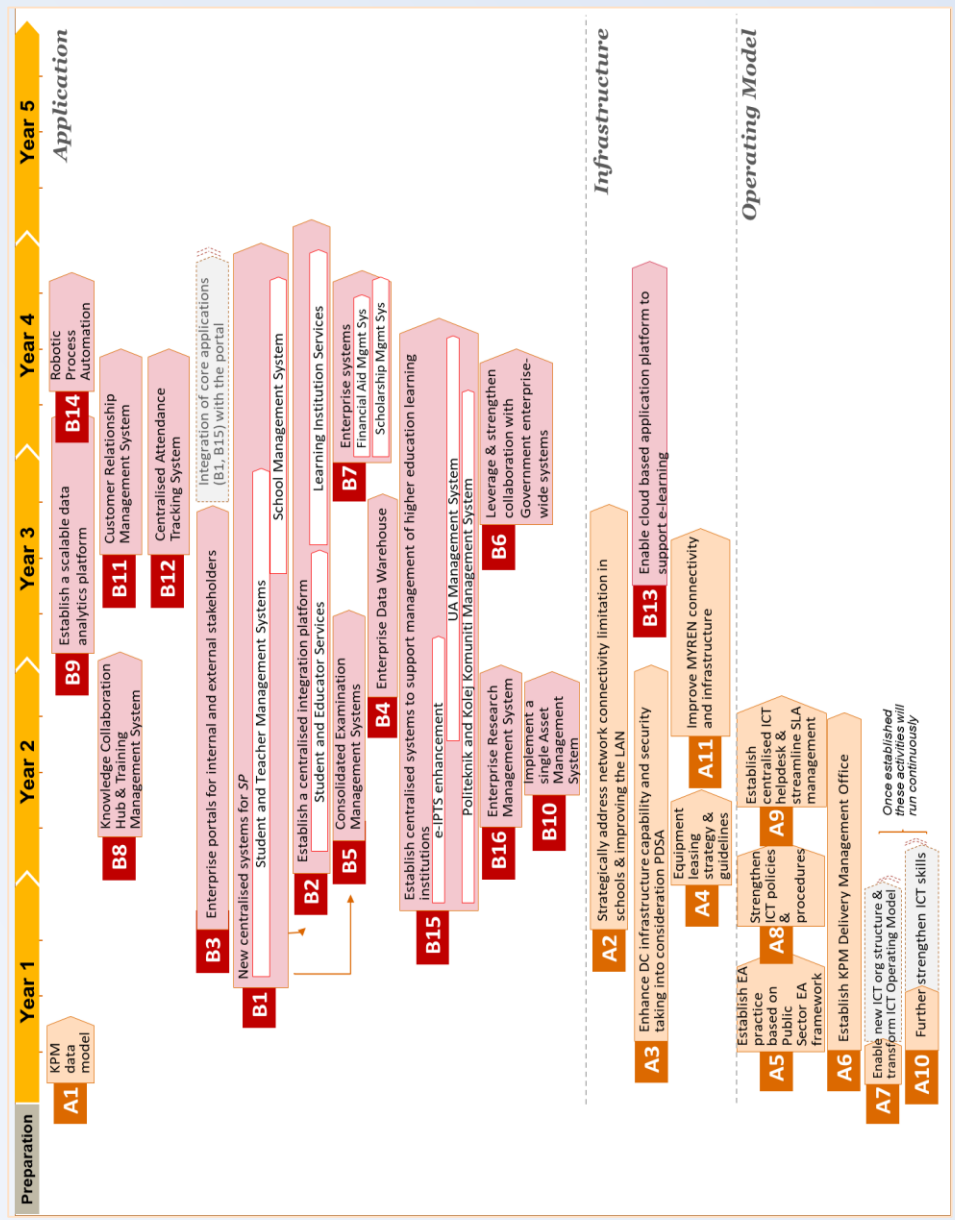 Preparation
Year 1
Year 2
Year 3
Year 4
Year 5
Application
A1
KPM
data
model
B8
Knowledge Collaboration
Hub & Training
Management System
B9
Establish a scalable data
analytics platform
B14
Robotic
Process
Automation
B11
Customer Relationship
Management System
B12
Centralised Attendance
Tracking System
B3
Enterprise portals for internal and external stakeholders
Integration of core applications
(B1, B15) with the portal
B1
New centralised systems for SP
Student and Teacher Management Systems
School Management System
B2
Establish a centralised integration platform
Student and Educator Services
Learning Institution Services
B5
Consolidated Examination
Management Systems
B4
Enterprise Data Warehouse
B7
Enterprise systems
Financial Aid Mgmt Sys
Scholarship Mgmt Sys
B15
Establish centralised systems to support management of higher education learning
institutions
e-IPTS enhancement
UA Management System
Politeknik and Kolej Komuniti Management System
B16
Enterprise Research
Management System
B6
Leverage & strengthen
collaboration with
Government enterprise-
wide systems
B10
Implement a
single Asset
Management
System
Infrastructure
A2
Strategically address network connectivity limitation in
schools & improving the LAN
A3
Enhance DC infrastructure capability and security
taking into consideration PDSA
B13
Enable cloud based application platform to
support e-learning
A4
Equipment
leasing
strategy &
guidelines
A11
Improve MYREN connectivity
and infrastructure
Operating Model
A5
Establish EA
practice
based on
Public
Sector EA
framework
A8
Strengthen
ICT policies
&
procedures
A9
Establish
centralised ICT
helpdesk &
streamline SLA
management
A6
Establish KPM Delivery Management Office
A7
Enable new ICT org structure &
transform ICT Operating Model
A10
Further strengthen ICT skills
Once established
these activities will
run continuously